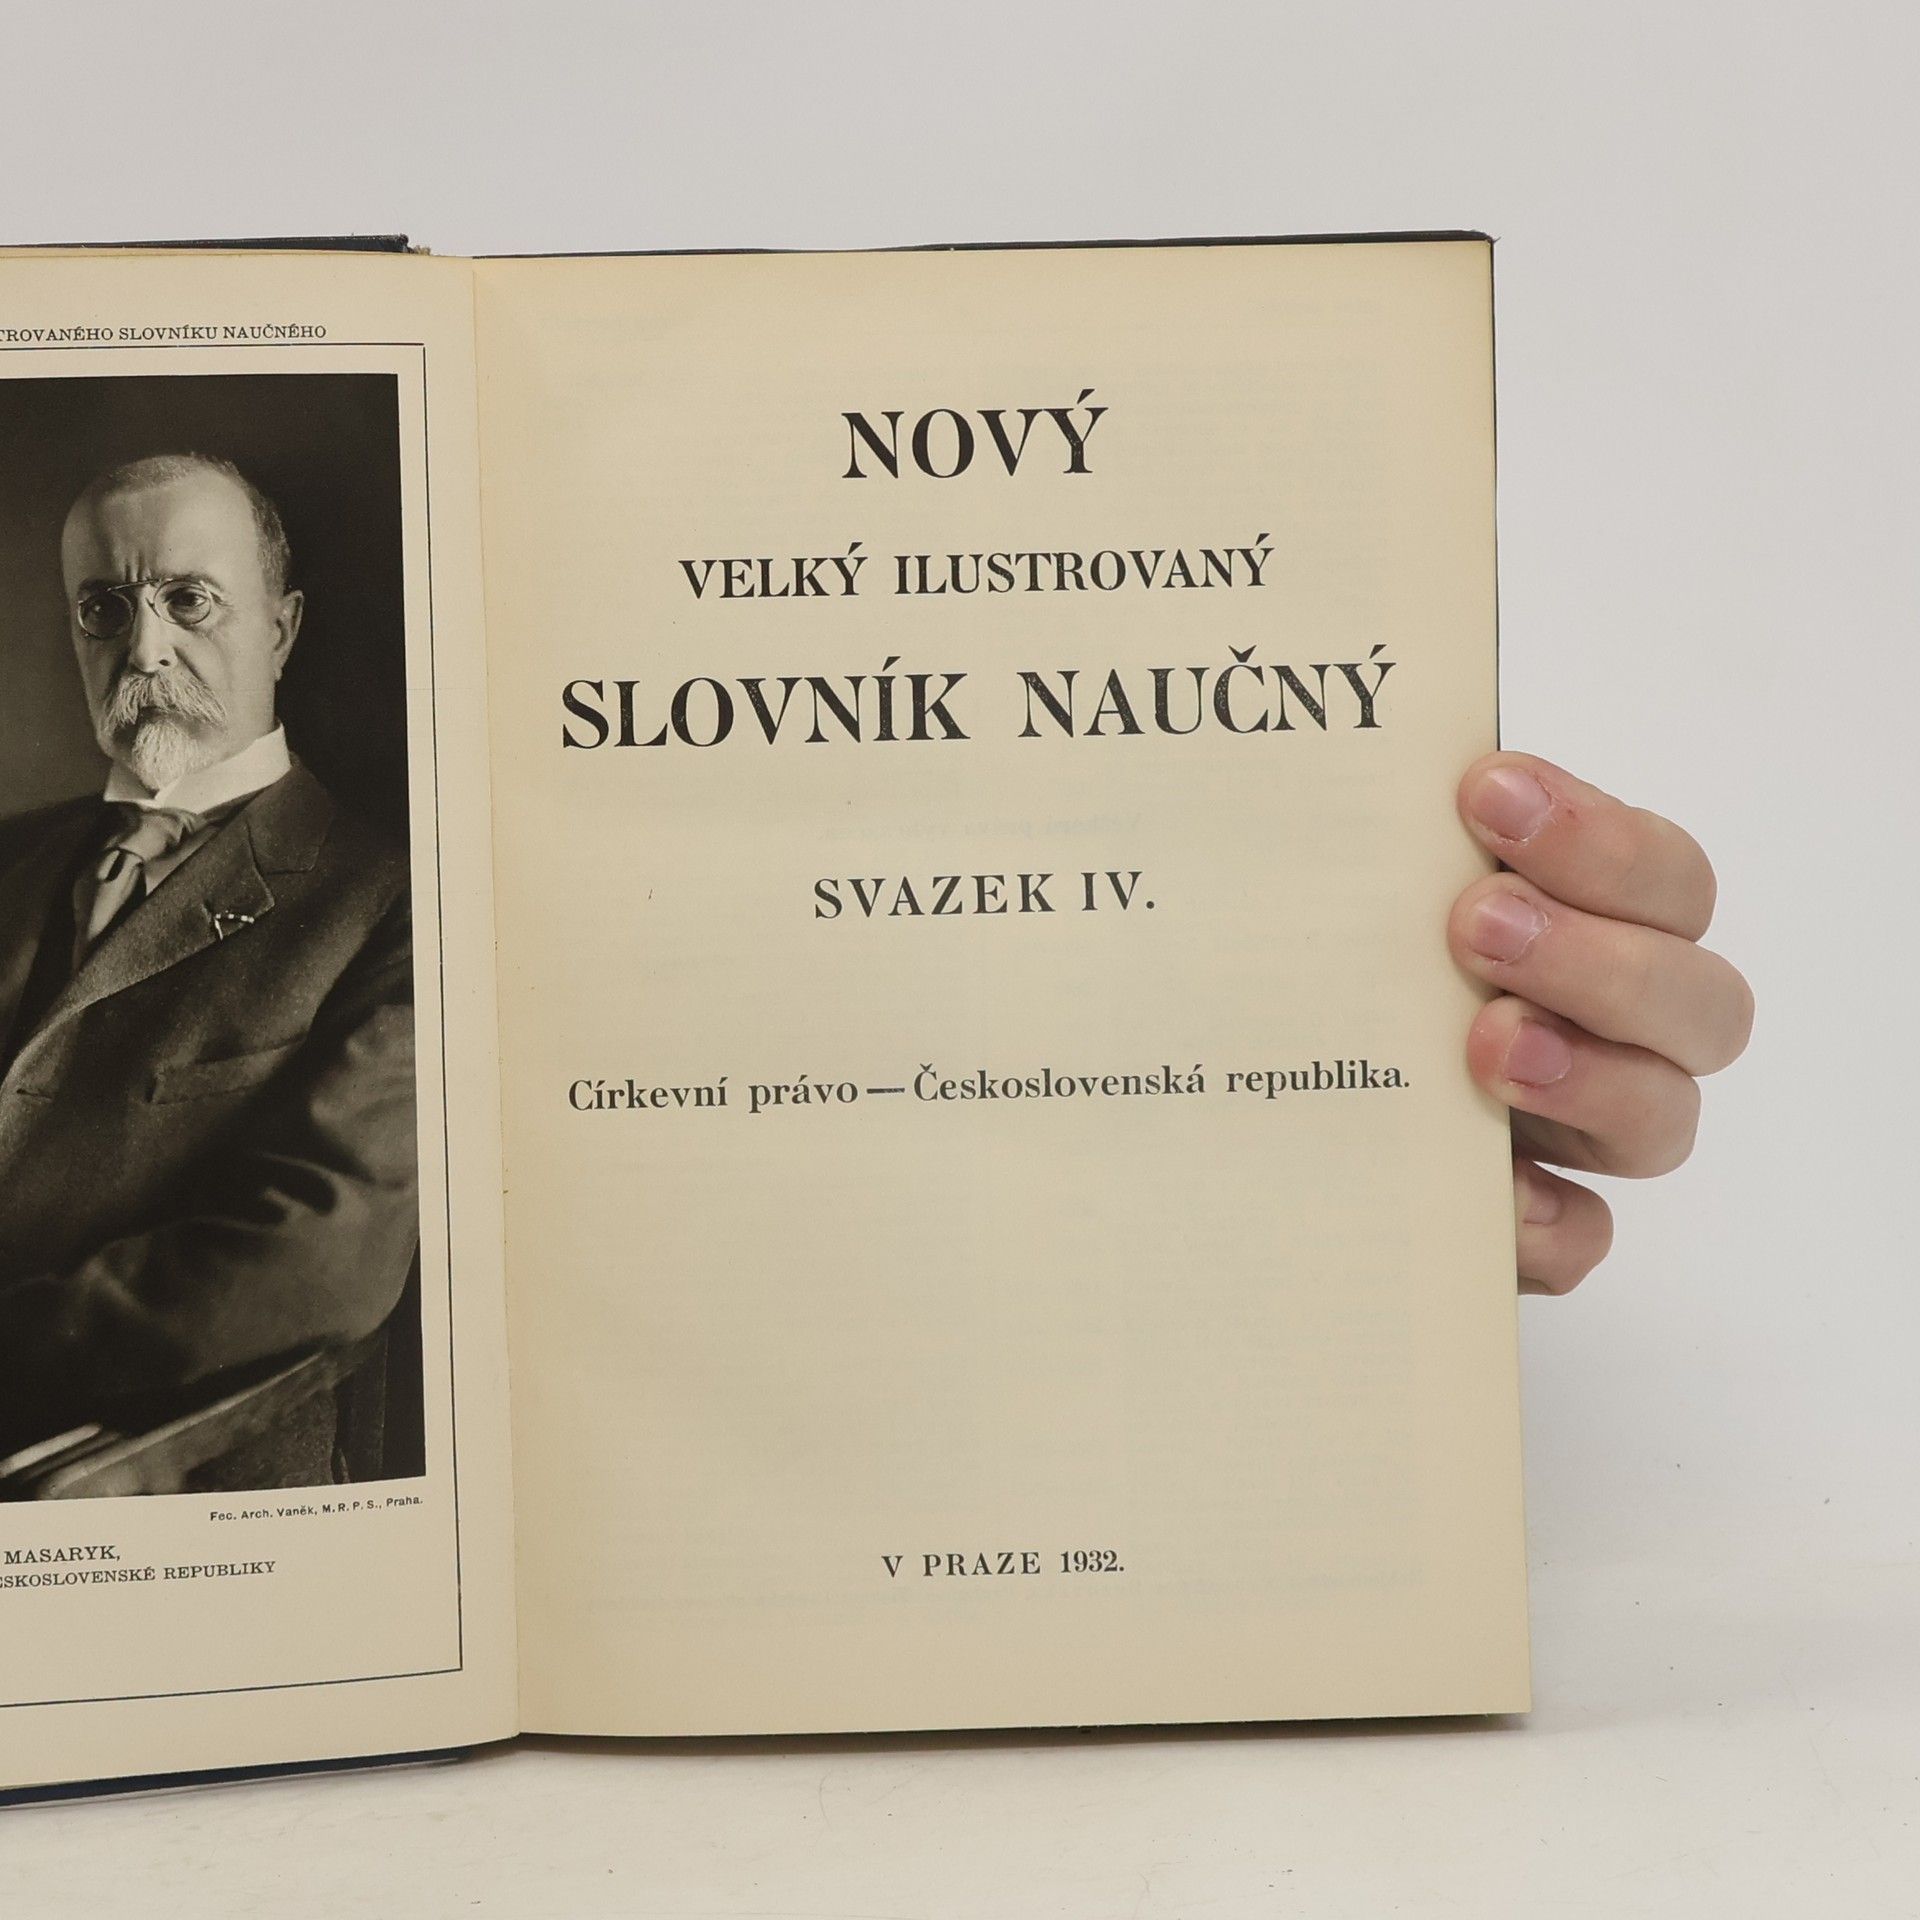 TROVANÉHO SLOVNÍKU NAUČNÉHO
Fec. Arch. Vaněk, M. R. P. S., Praha.
MASARYK,
ESKOSLOVENSKÉ REPUBLIKY
NOVÝ
VELKÝ ILUSTROVANÝ
SLOVNÍK NAUČNÝ
SVAZEK IV.
Církevní právo — Československá republika.
V PRAZE 1932.